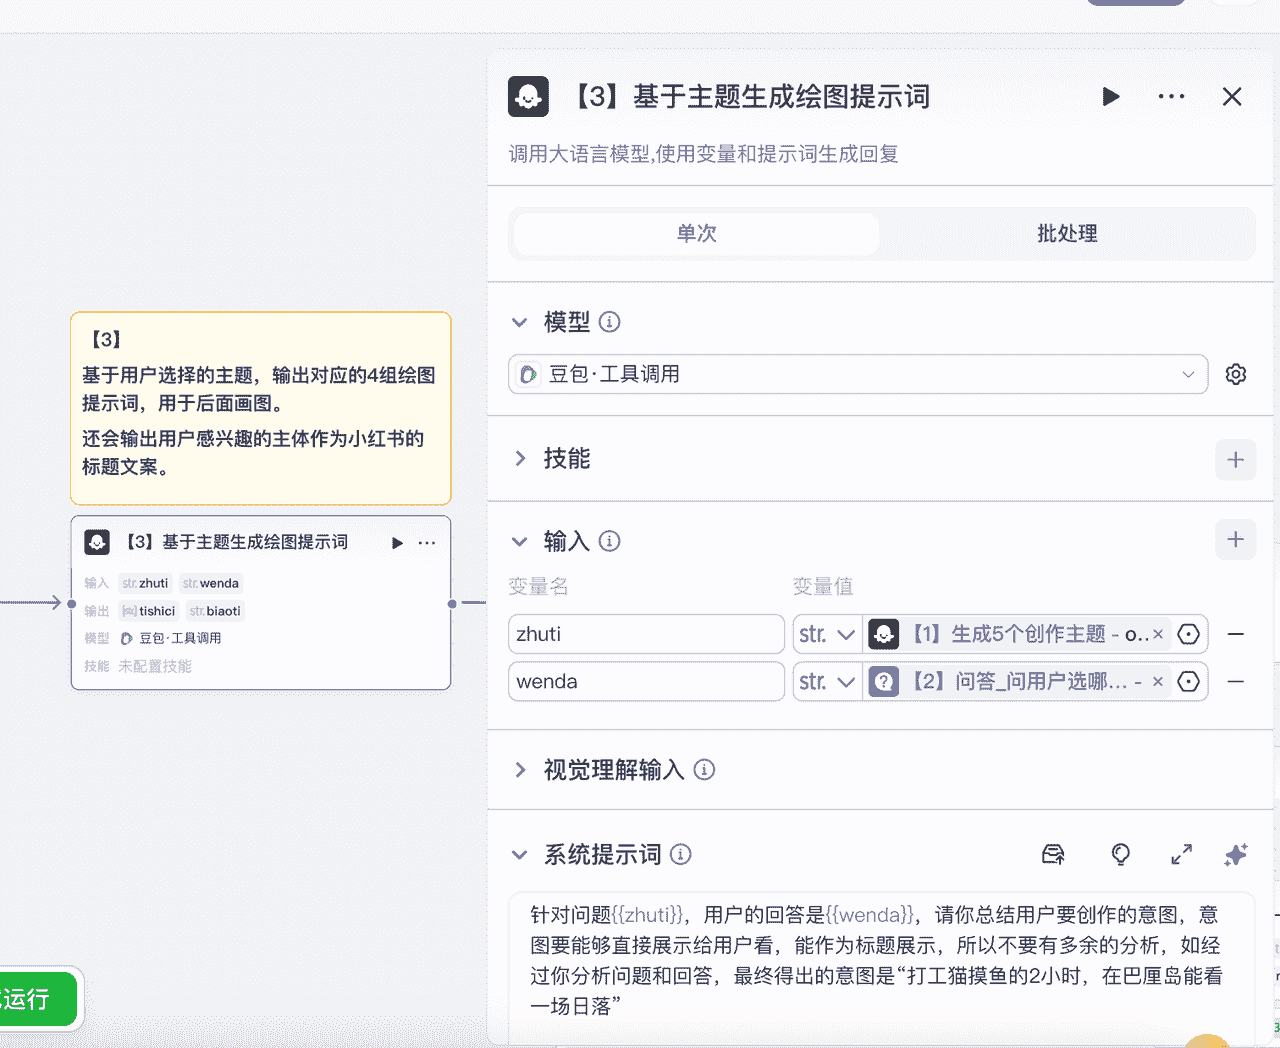 【3】基于主题生成绘图提示词
调用大语言模型,使用变量和提示词生成回复
单次
批处理
模型
豆包·工具调用
技能
输入
变量名
变量值
zhuti
str.
【1】生成5个创作主题 - o..
wenda
str.
【2】问答_问用户选哪... -
视觉理解输入
系统提示词
针对问题{{zhuti}}，用户的回答是{{wenda}}，请你总结用户要创作的意图，意
图要能够直接展示给用户看，能作为标题展示，所以不要有多余的分析，如经
过你分析问题和回答，最终得出的意图是“打工猫摸鱼的2小时，在巴厘岛能看
一场日落”
【3】
基于用户选择的主题，输出对应的4组绘图
提示词，用于后面画图。
还会输出用户感兴趣的主体作为小红书的
标题文案。
【3】基于主题生成绘图提示词
输入 str. zhuti str. wenda
输出 tishici str. biaoti
模型 豆包·工具调用
技能 未配置技能
运行